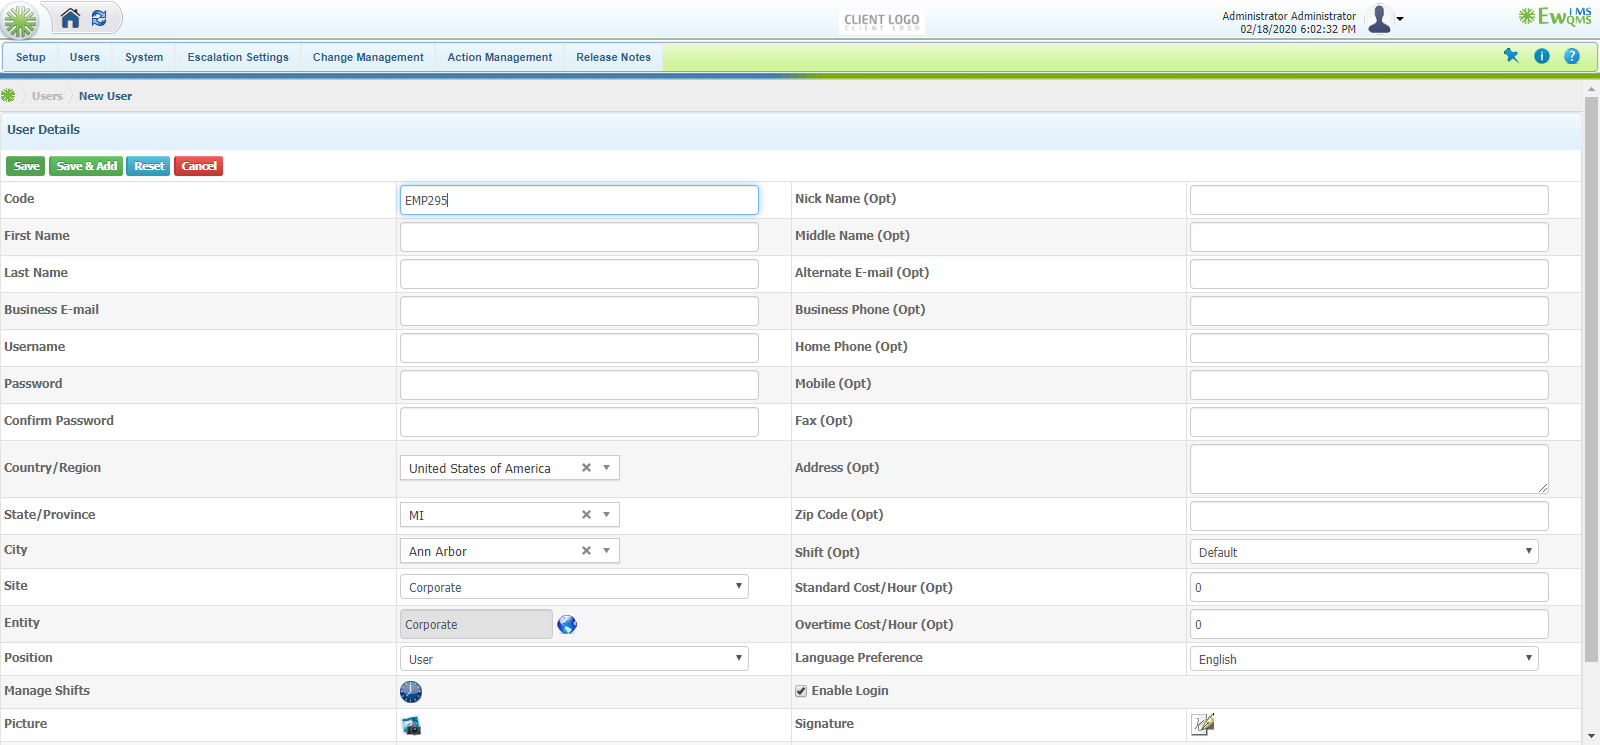 CLIENT LOGO
Administrator Administrator
02/18/2020 6:02:32 PM
EwQMS
IMS
Setup Users System Escalation Settings Change Management Action Management Release Notes
Users New User
User Details
Save Save & Add Reset Cancel
Code EMP295 Nick Name (Opt)
First Name Middle Name (Opt)
Last Name Alternate E-mail (Opt)
Business E-mail Business Phone (Opt)
Username Home Phone (Opt)
Password Mobile (Opt)
Confirm Password Fax (Opt)
Country/Region United States of America Address (Opt)
State/Province MI Zip Code (Opt)
City Ann Arbor Shift (Opt) Default
Site Corporate Standard Cost/Hour (Opt) 0
Entity Corporate Overtime Cost/Hour (Opt) 0
Position User Language Preference English
Manage Shifts Enable Login
Picture Signature